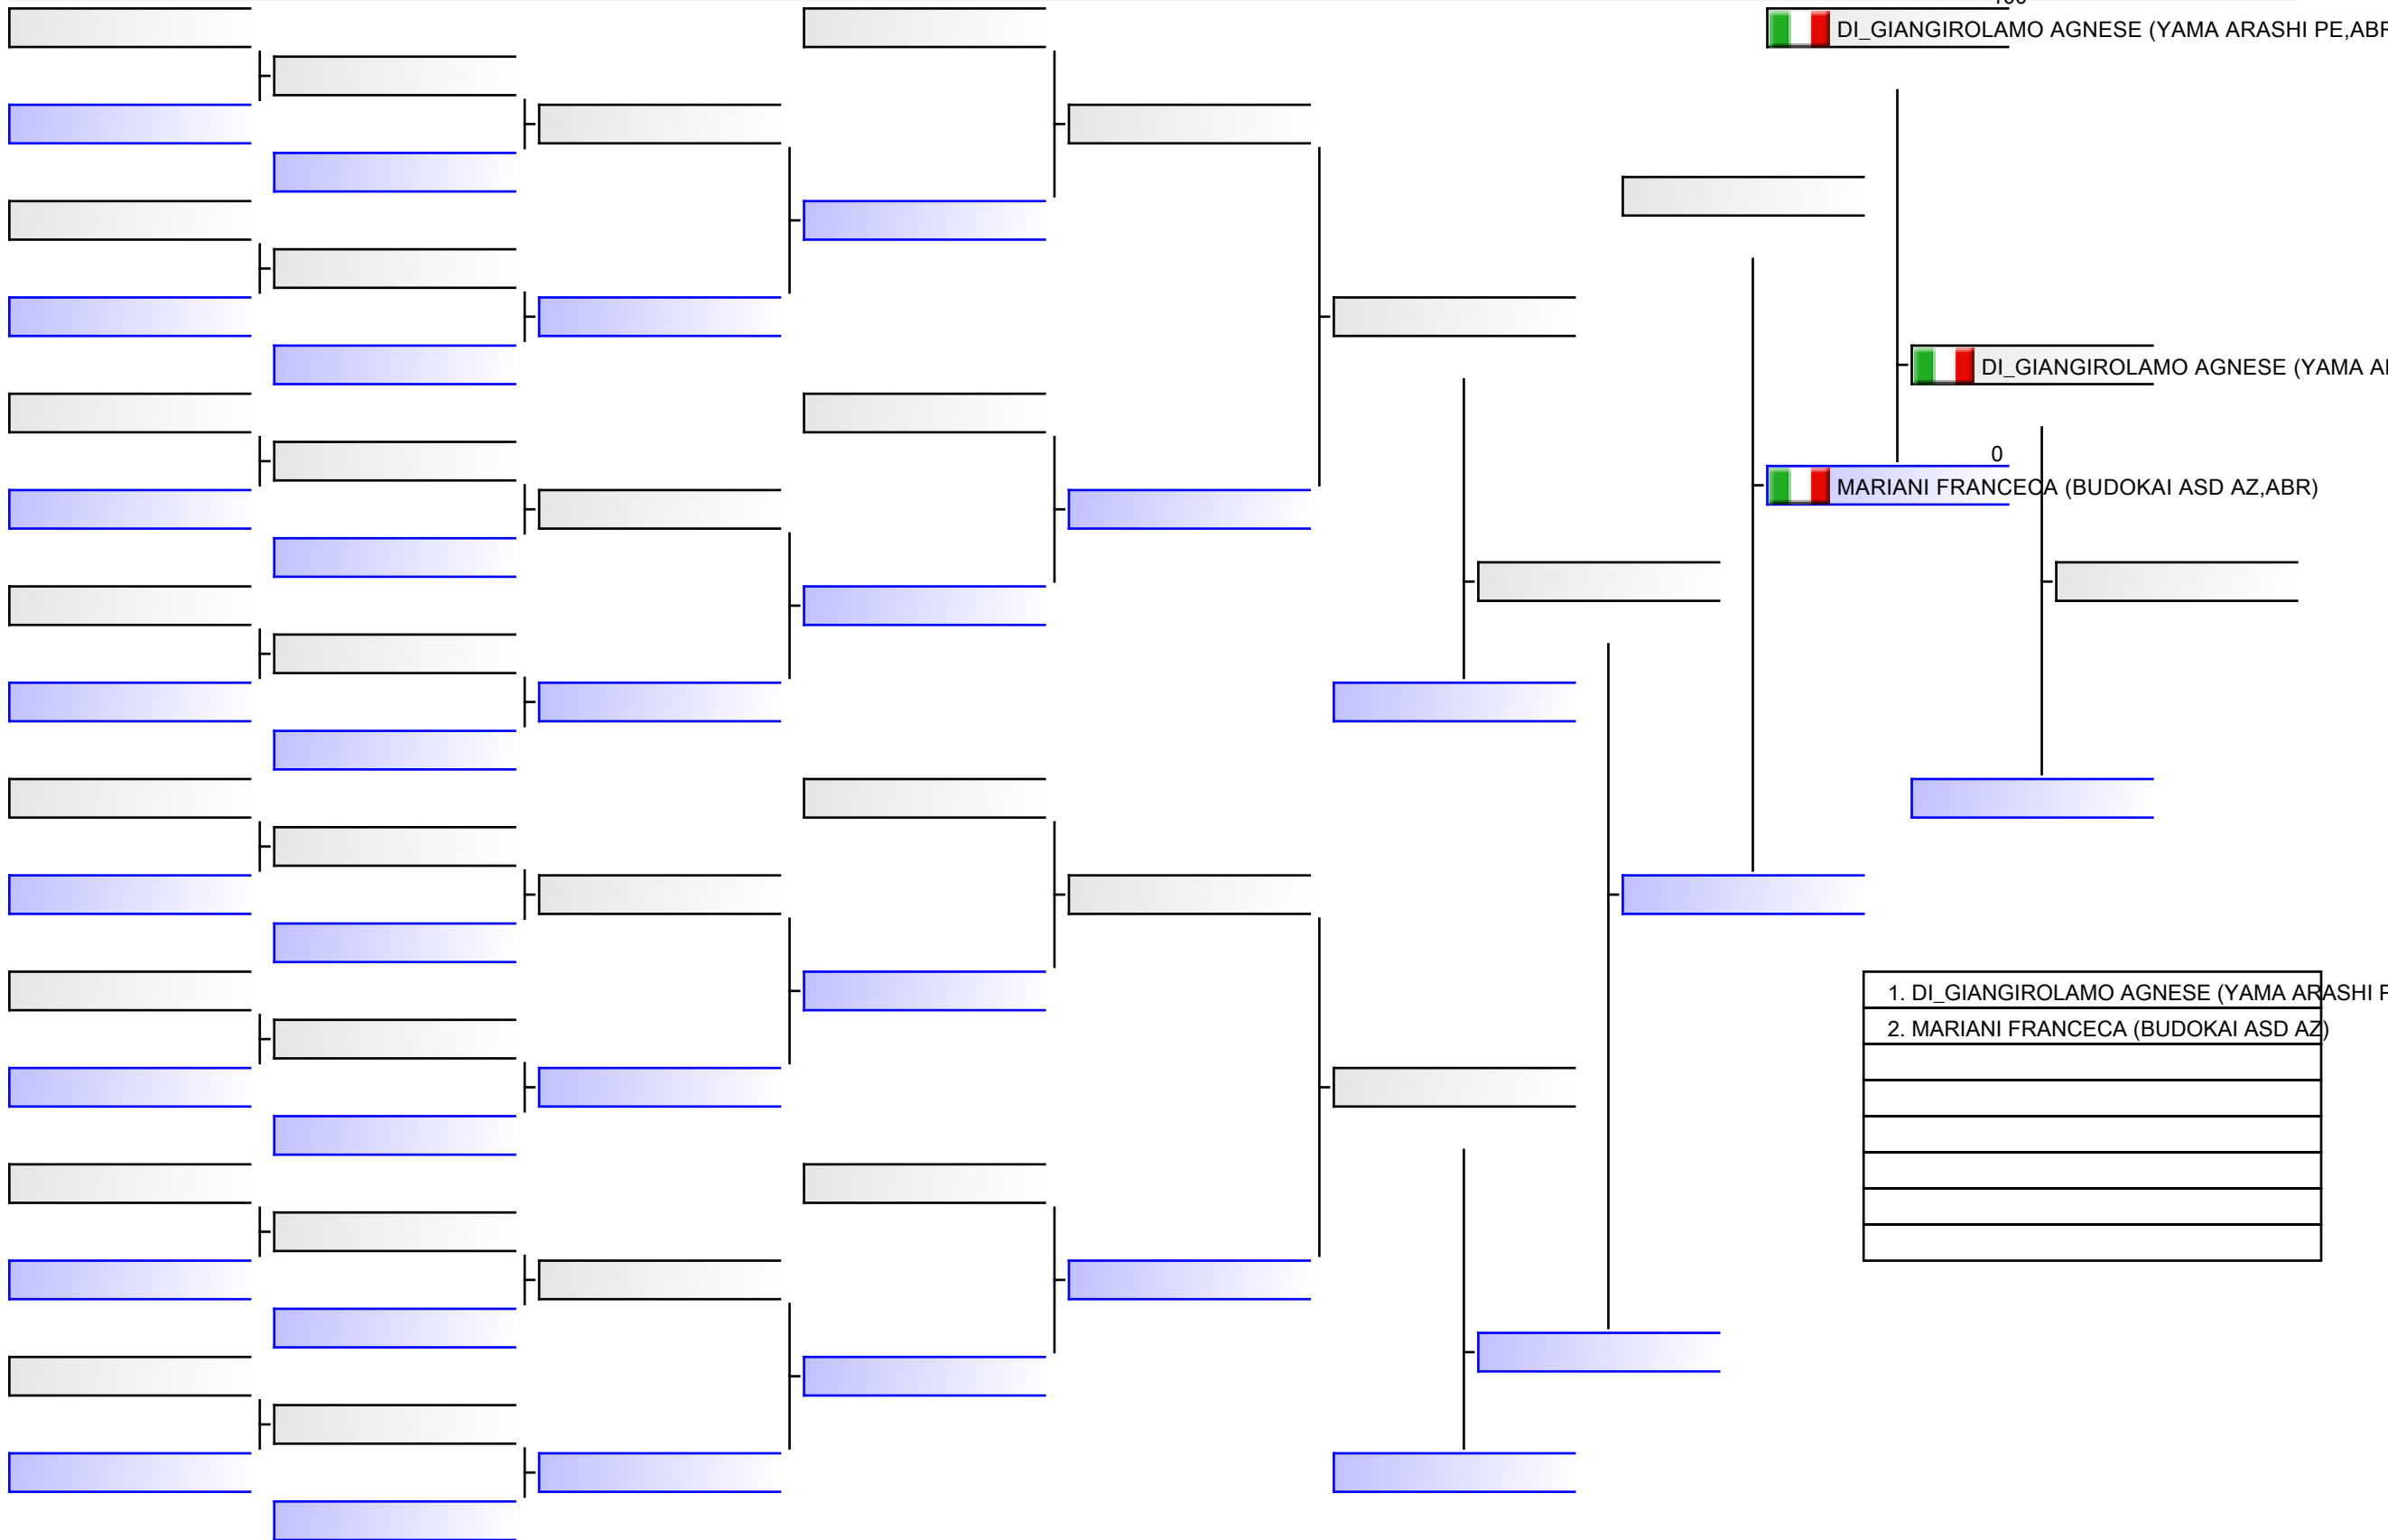 DI_GIANGIROLAMO AGNESE (YAMA ARASHI PE,ABR
DI_GIANGIROLAMO AGNESE (YAMA
0
MARIANI FRANCECA (BUDOKAI ASD AZ,ABR)
1. DI_GIANGIROLAMO AGNESE (YAMA ARASHI
2. MARIANI FRANCECA (BUDOKAI ASD AZ)